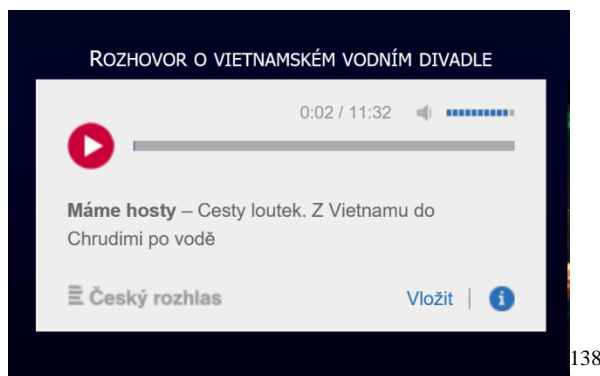 ROZHOVOR O VIETNAMSKÉM VODNÍM DIVADLE
0:02 / 11:32
Máme hosty – Cesty loutek. Z Vietnamu do
Chrudimi po vodě
Český rozhlas
Vložit | i
138